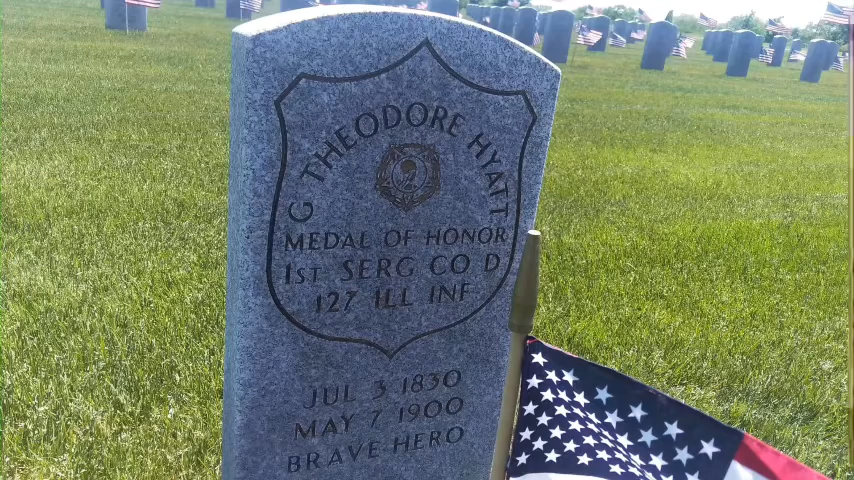 G THEODORE HYATT
MEDAL OF HONOR
1ST SERG CO D
127 ILL INF
JUL 3 1830
MAY 7 1900
BRAVE HERO